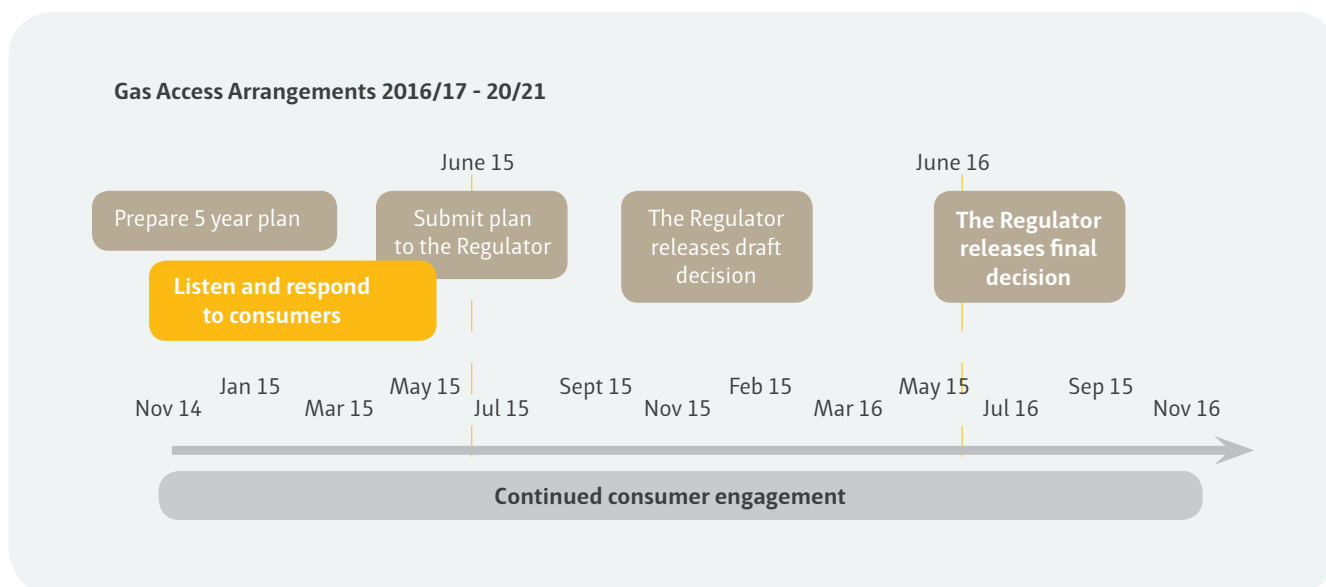 Gas Access Arrangements 2016/17 - 20/21
June 15
June 16
Prepare 5 year plan
Submit plan
to the Regulator
The Regulator
releases draft
decision
The Regulator
releases final
decision
Listen and respond
to consumers
Nov 14
Jan 15
Mar 15
May 15
Jul 15
Sept 15
Nov 15
Feb 15
Mar 16
May 15
Jul 16
Sep 15
Nov 16
Continued consumer engagement